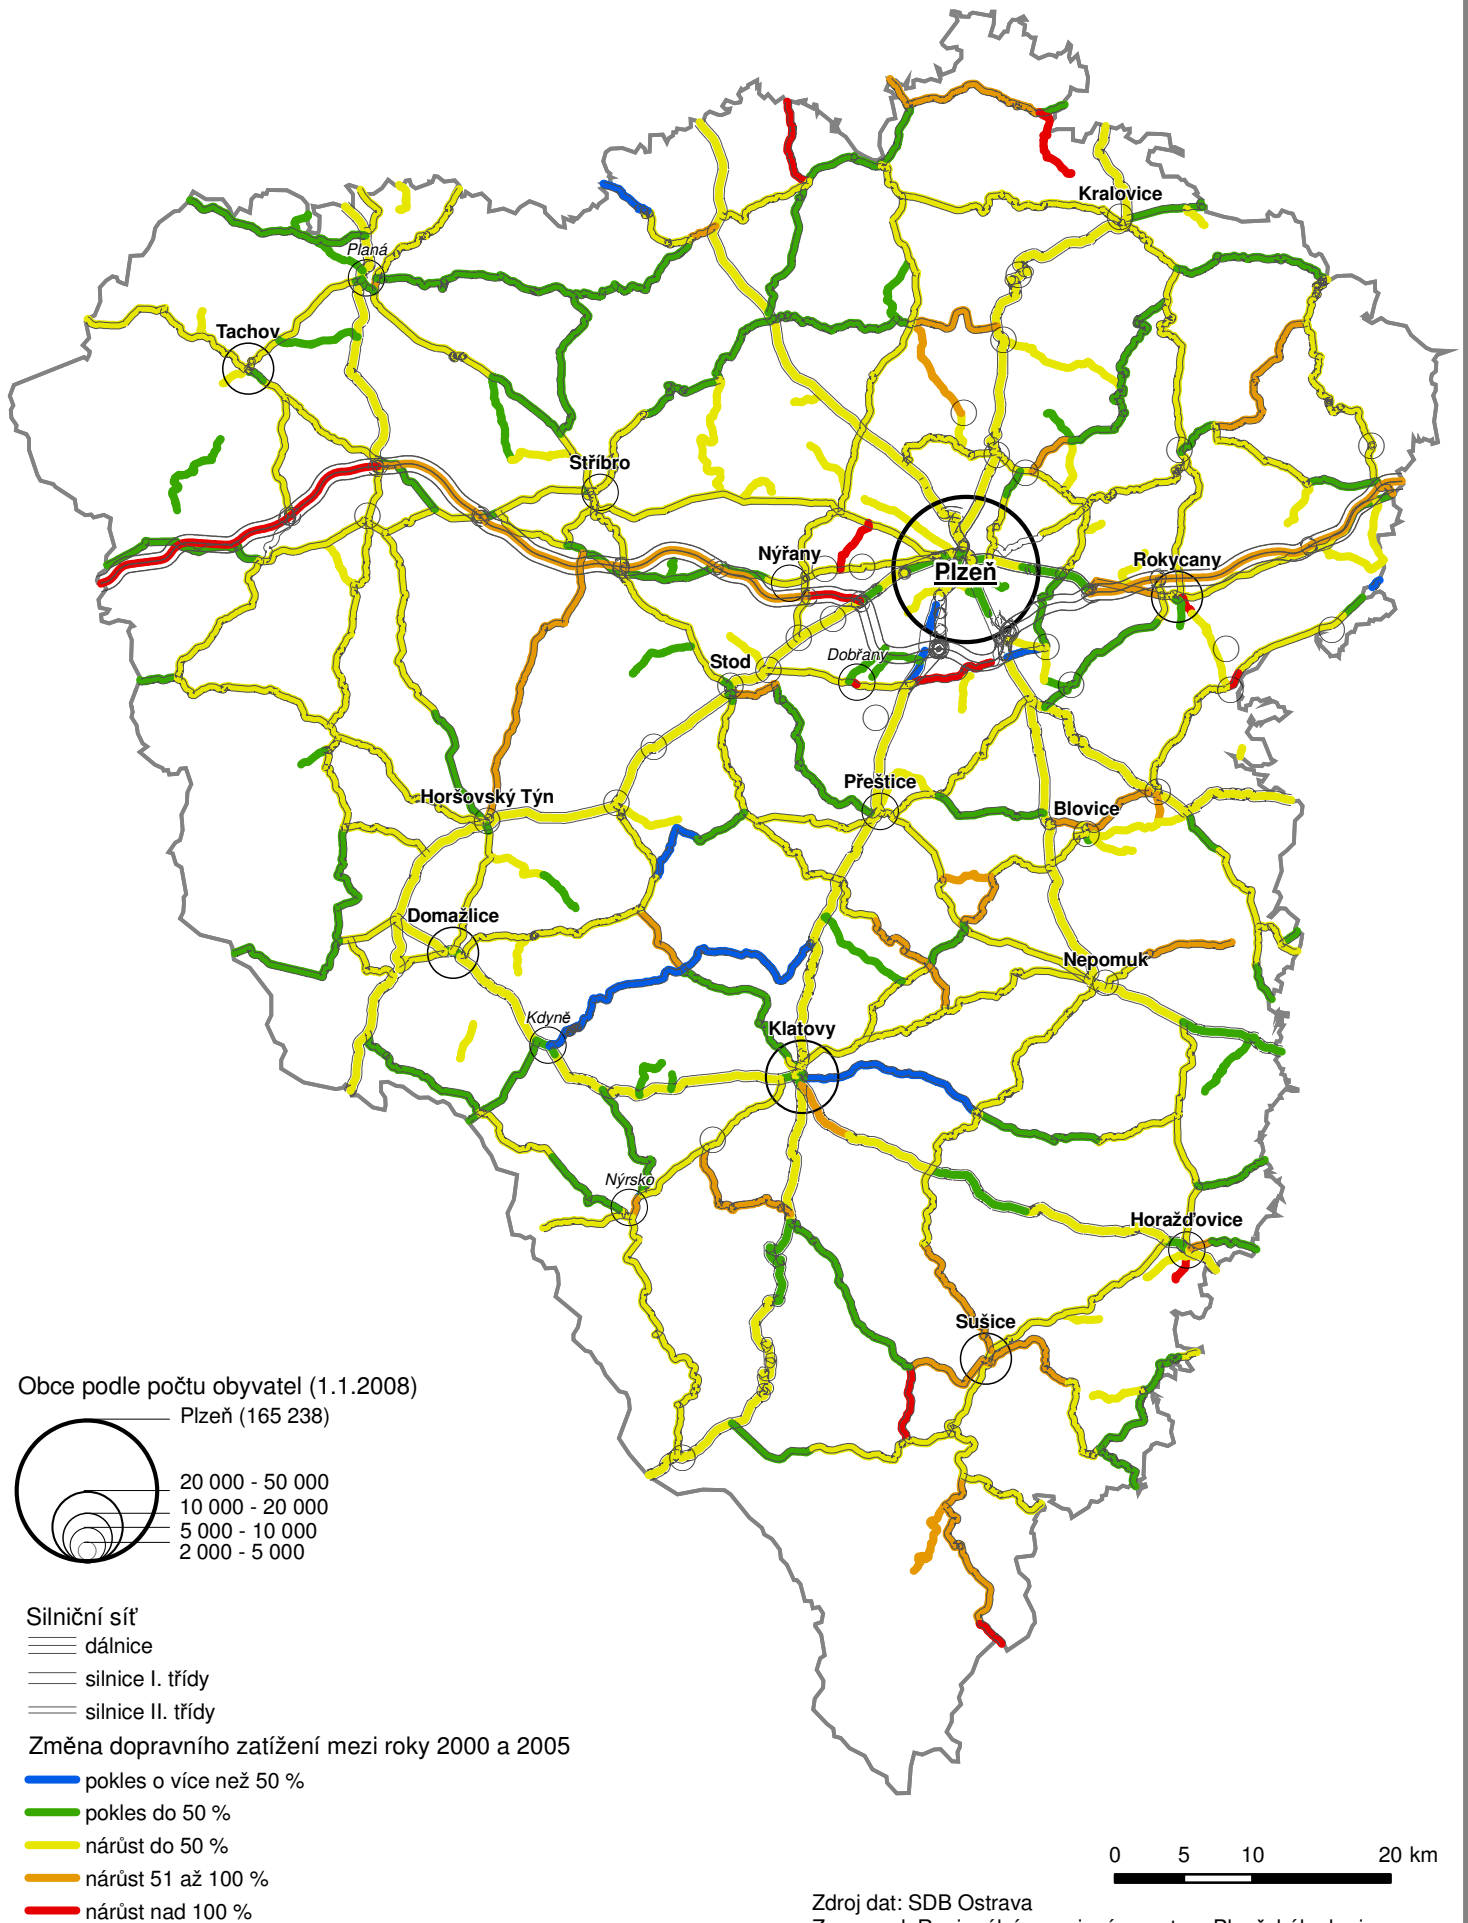 Kralovice
Planá
Tachov
Stříbro
Nýřany
Plzeň
Rokycany
Dobřany
Stod
Přeštice
Horšovský Týn
Blovice
Domažlice
Nepomuk
Kdyně
Klatovy
Nýrsko
Horažďovice
Sušice
Obce podle počtu obyvatel (1.1.2008)
Plzeň (165 238)
20 000 - 50 000
10 000 - 20 000
5 000 - 10 000
2 000 - 5 000
Silniční síť
dálnice
silnice I. třídy
silnice II. třídy
Změna dopravního zatížení mezi roky 2000 a 2005
pokles o více než 50 %
pokles do 50 %
nárůst do 50 %
nárůst 51 až 100 %
nárůst nad 100 %
0 5 10 20 km
Zdroj dat: SDB Ostrava